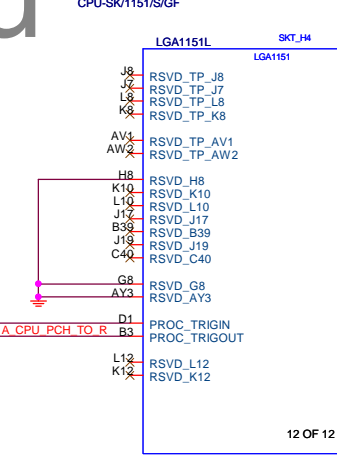 CPU-SK/1151/S/GF
LGA1151L
SKT_H4
LGA1151
J8 RSVD_TP_J8
J7 RSVD_TP_J7
L8 RSVD_TP_L8
K8 RSVD_TP_K8
AV1 RSVD_TP_AV1
AW2 RSVD_TP_AW2
H8 RSVD_H8
K10 RSVD_K10
L10 RSVD_L10
J17 RSVD_J17
B39 RSVD_B39
J19 RSVD_J19
C40 RSVD_C40
G8 RSVD_G8
AY3 RSVD_AY3
D1 PROC_TRIGIN
A_CPU_PCH_TO_R B3 PROC_TRIGOUT
L12 RSVD_L12
K12 RSVD_K12
12 OF 12